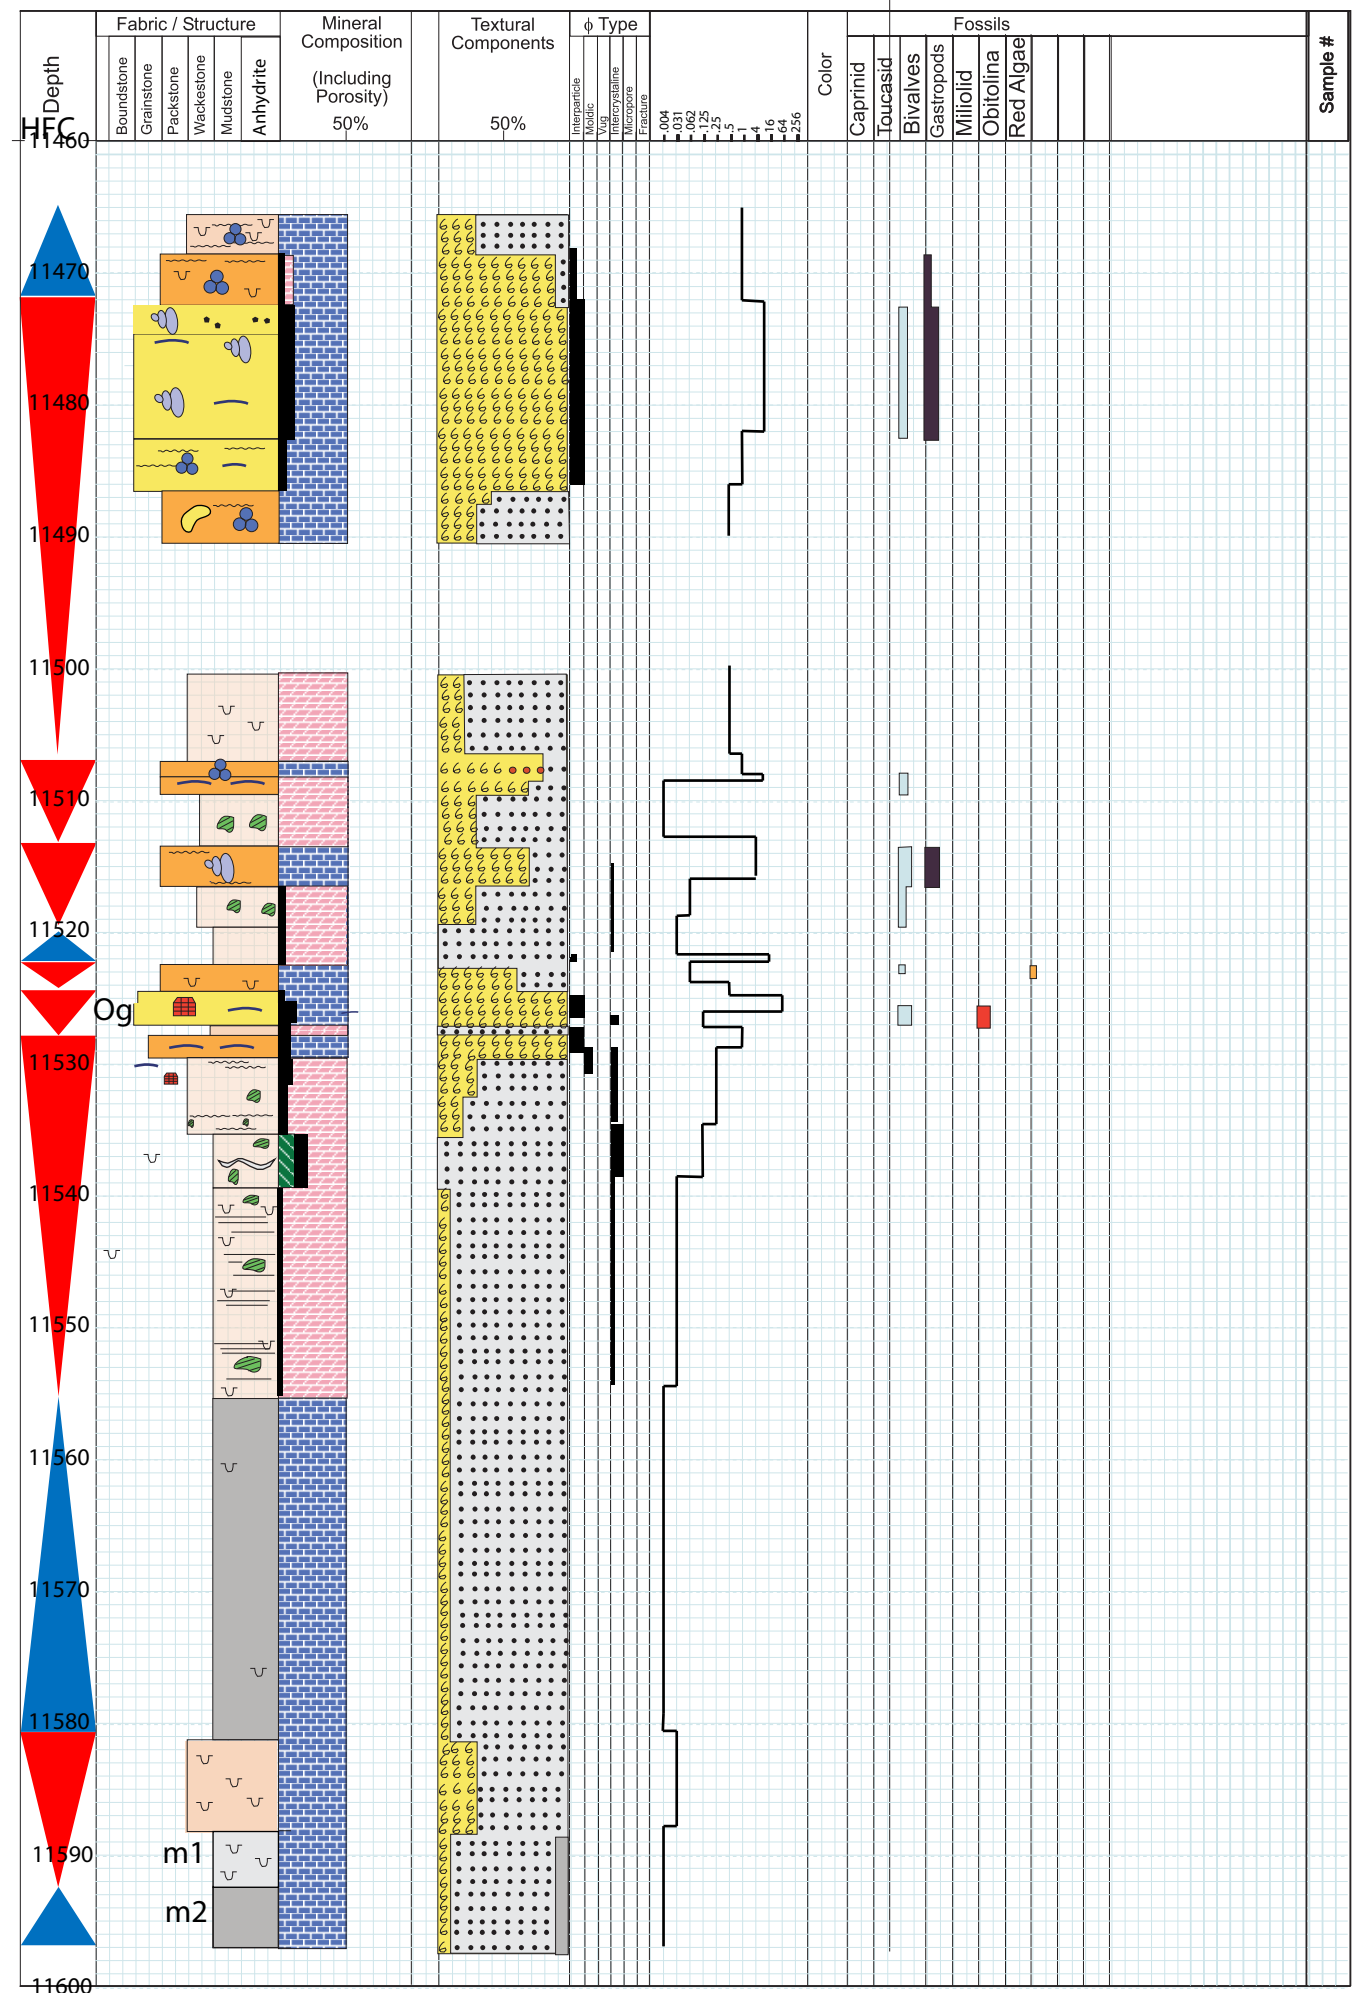 Fabric / Structure
Mineral
Composition
(Including
Porosity)
50%
Textural
Components
50%
ϕ Type
Fossils
Depth
Boundstone
Grainstone
Packstone
Wackestone
Mudstone
Anhydrite
Interparticle
Moldic
Vug
Intercrystaline
Micropore
Fracture
.004
.031
.062
.125
.25
.5
1
4
16
64
256
Color
Caprinid
Toucasid
Bivalves
Gastropods
Miliolid
Obitolina
Red Algae
Sample #
HFC
11460
11470
11480
11490
11500
11510
11520
Og
11530
11540
11550
11560
11570
11580
11590
m1
m2
11600